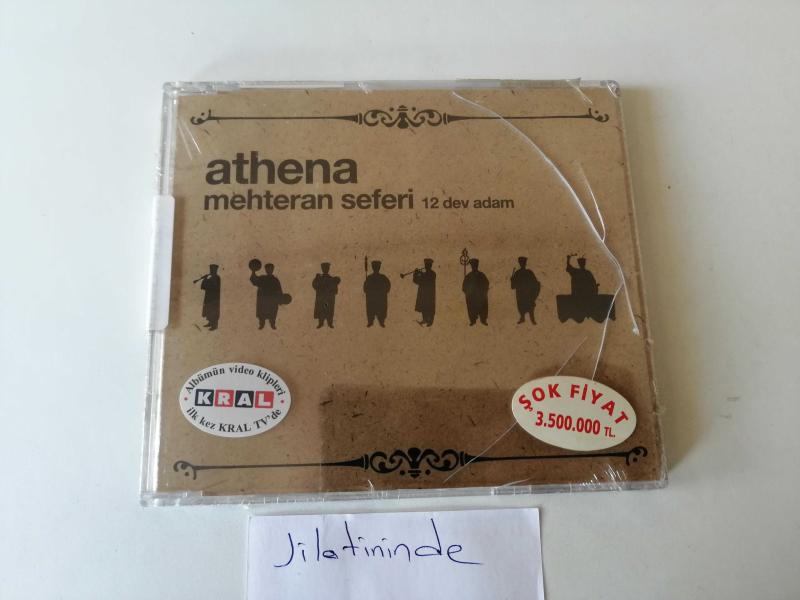 athena
mehteran seferi 12 dev adam
Albümün video klipleri
KRAL
ilk kez KRAL TV'de
ŞOK FİYAT
3.500.000 TL.
Jilatininde